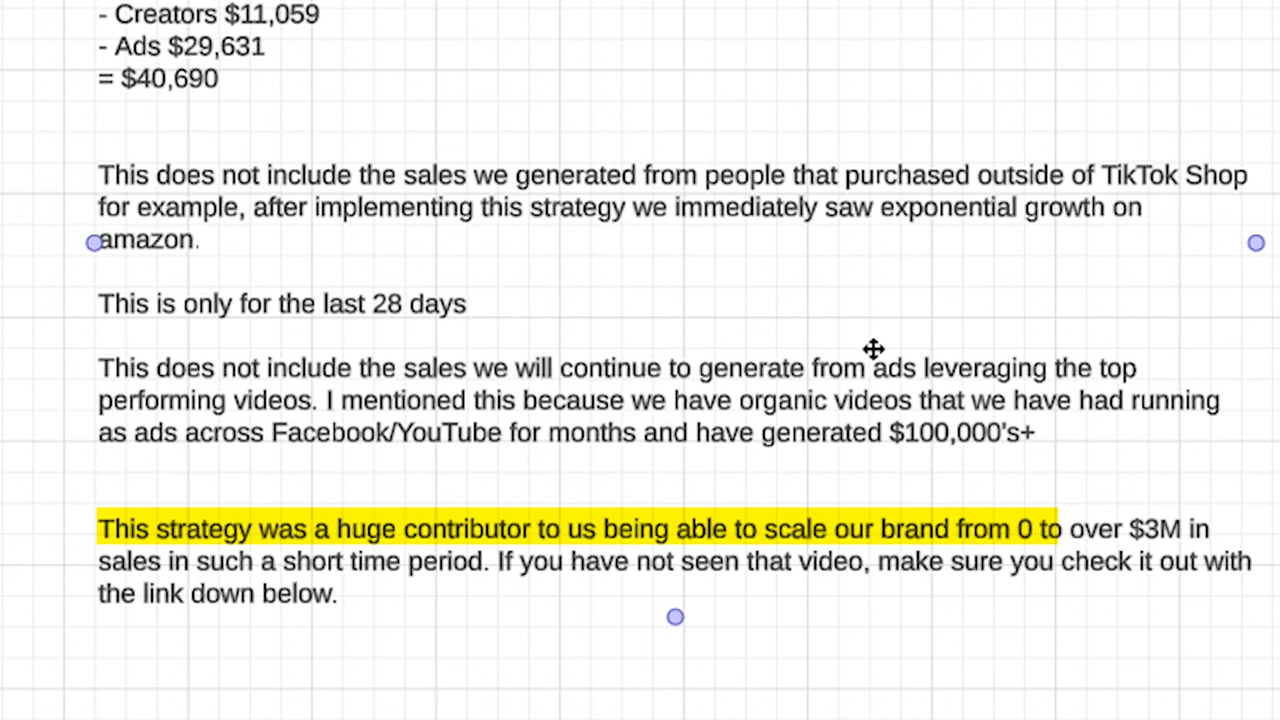 - Creators $11,059
- Ads $29,631
= $40,690
This does not include the sales we generated from people that purchased outside of TikTok Shop
for example, after implementing this strategy we immediately saw exponential growth on
amazon.
This is only for the last 28 days
This does not include the sales we will continue to generate from ads leveraging the top
performing videos. I mentioned this because we have organic videos that we have had running
as ads across Facebook/YouTube for months and have generated $100,000's+
This strategy was a huge contributor to us being able to scale our brand from 0 to over $3M in
sales in such a short time period. If you have not seen that video, make sure you check it out with
the link down below.